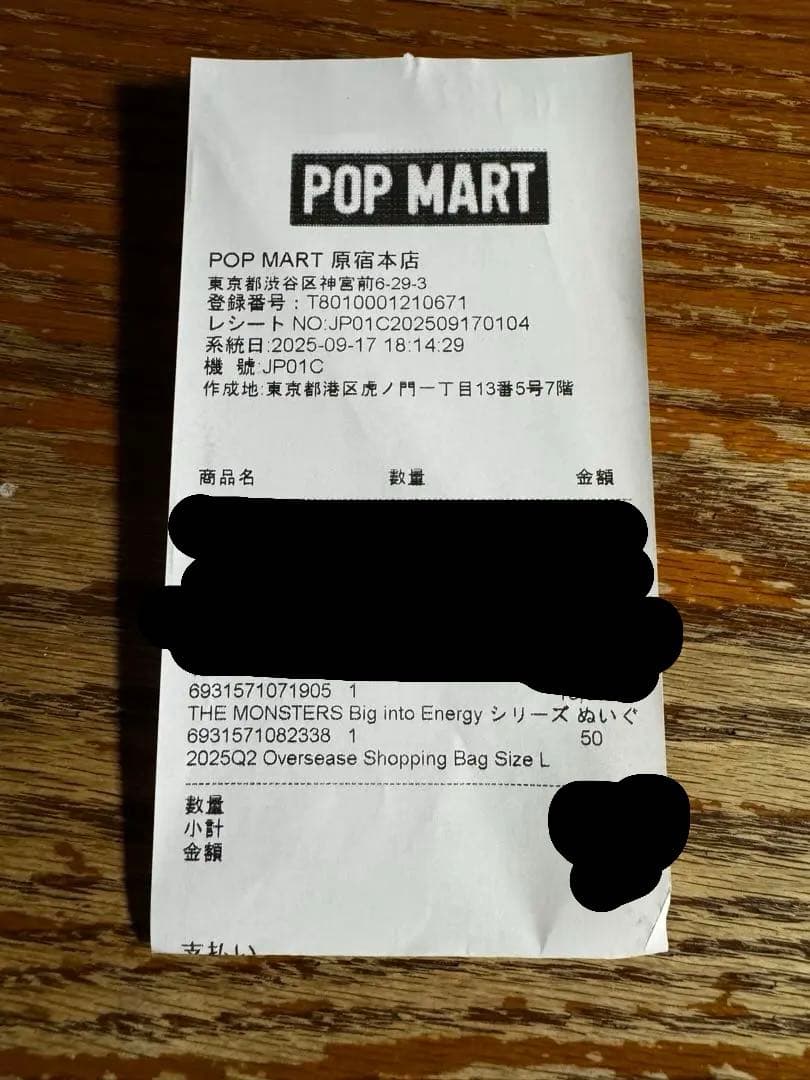 POP MART
POP MART 原宿本店
東京都渋谷区神宮前6-29-3
登録番号：T8010001210671
レシート NO:JP01C202509170104
系統日:2025-09-17 18:14:29
機 號:JP01C
作成地:東京都港区虎ノ門一丁目13番5号7階
商品名 數量 金額
6931571071905 1
THE MONSTERS Big into Energy シリーズ ぬいぐ
6931571082338 1 50
2025Q2 Oversease Shopping Bag Size L
數量
小計
金額
支払い